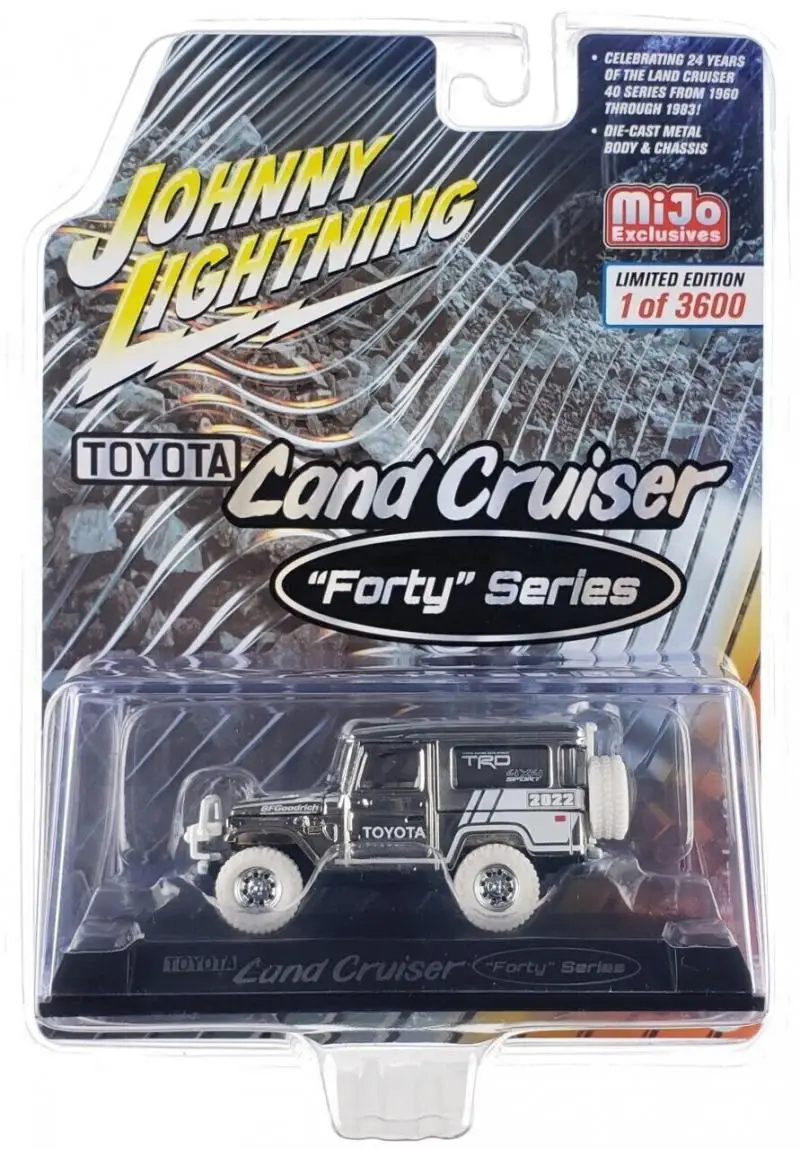 • CELEBRATING 24 YEARS
OF THE LAND CRUISER
40 SERIES FROM 1960
THROUGH 1983!
• DIE-CAST METAL
BODY & CHASSIS
JOHNNY
LIGHTNING®
MiJo
Exclusives
LIMITED EDITION
1 of 3600
TOYOTA Land Cruiser
"Forty" Series
TRD
4x4
SPORT
2022
BFGoodrich
TOYOTA
TOYOTA Land Cruiser "Forty" Series